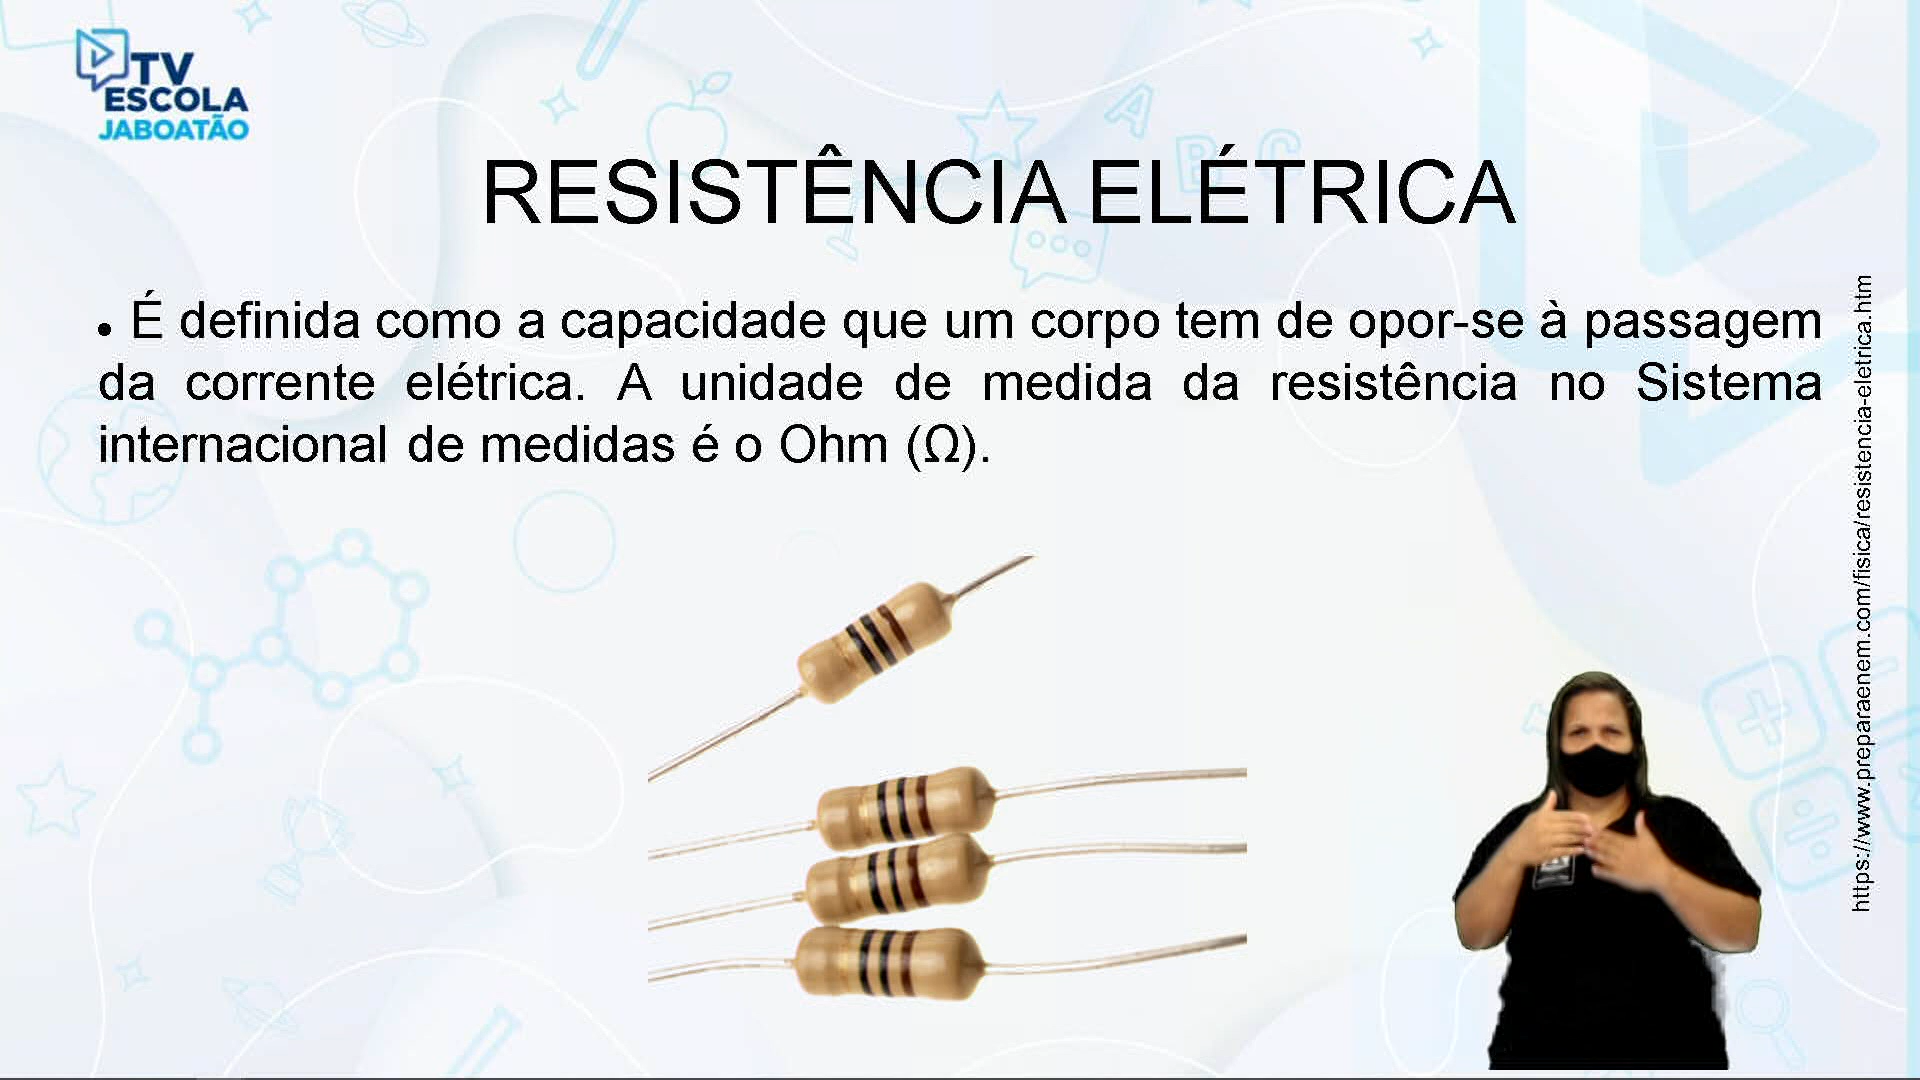 TV
ESCOLA
JABOATÃO
RESISTÊNCIA ELÉTRICA
• É definida como a capacidade que um corpo tem de opor-se à passagem
da corrente elétrica. A unidade de medida da resistência no Sistema
internacional de medidas é o Ohm (Ω).
https://www.preparaenem.com/fisica/resistencia-eletrica.htm
A
B
C